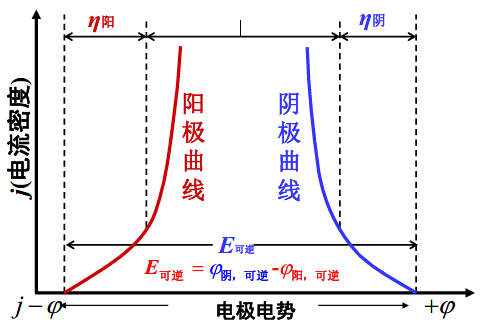 η阳
η阴
j(电流密度)
阳极曲线
阴极曲线
E可逆
E可逆 = φ阴，可逆-φ阳，可逆
j－φ
电极电势
+φ